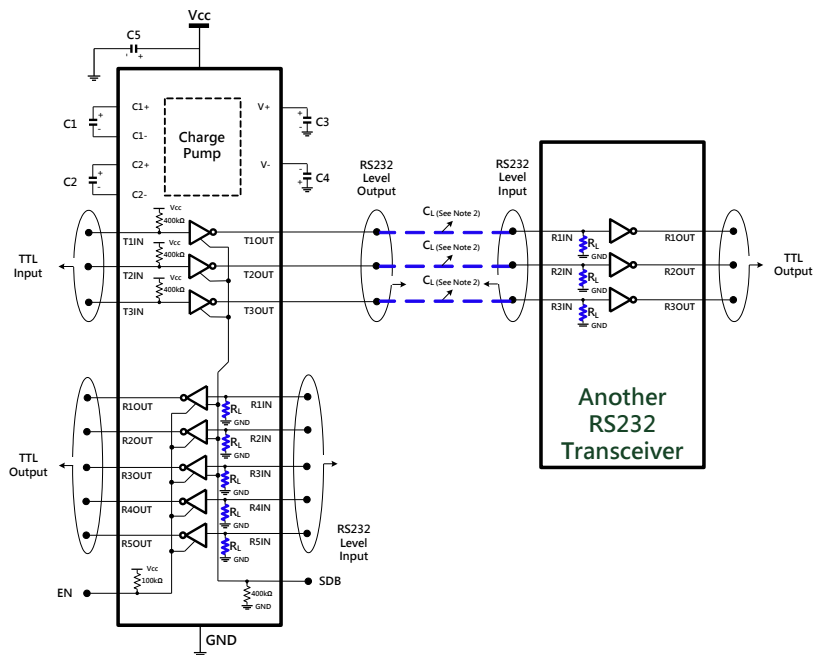 Vcc
C5
- +
C1+
C1-
C2+
C2-
C1
+
-
C2
+
-
Charge
Pump
V+
V-
+
-
C3
-
+
C4
RS232
Level
Output
RS232
Level
Input
TTL
Input
T1IN
T2IN
T3IN
Vcc
400kΩ
Vcc
400kΩ
Vcc
400kΩ
T1OUT
T2OUT
T3OUT
CL (See Note 2)
CL (See Note 2)
CL (See Note 2)
R1IN
R2IN
R3IN
RL
GND
RL
GND
RL
GND
R1OUT
R2OUT
R3OUT
TTL
Output
Another
RS232
Transceiver
TTL
Output
R1OUT
R2OUT
R3OUT
R4OUT
R5OUT
RL
GND
RL
GND
RL
GND
RL
GND
RL
GND
R1IN
R2IN
R3IN
R4IN
R5IN
RS232
Level
Input
EN
Vcc
100kΩ
400kΩ
GND
SDB
GND